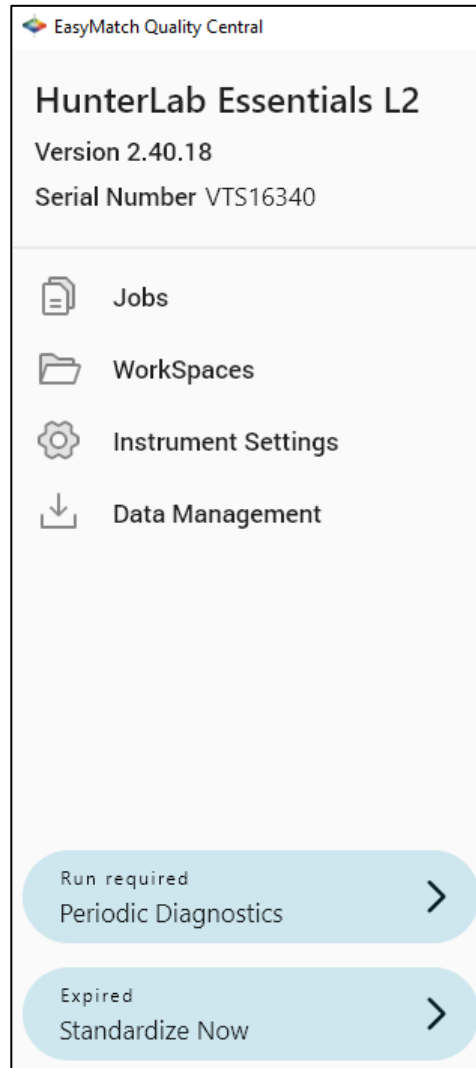 EasyMatch Quality Central
HunterLab Essentials L2
Version 2.40.18
Serial Number VTS16340
Jobs
WorkSpaces
Instrument Settings
Data Management
Run required
Periodic Diagnostics
Expired
Standardize Now